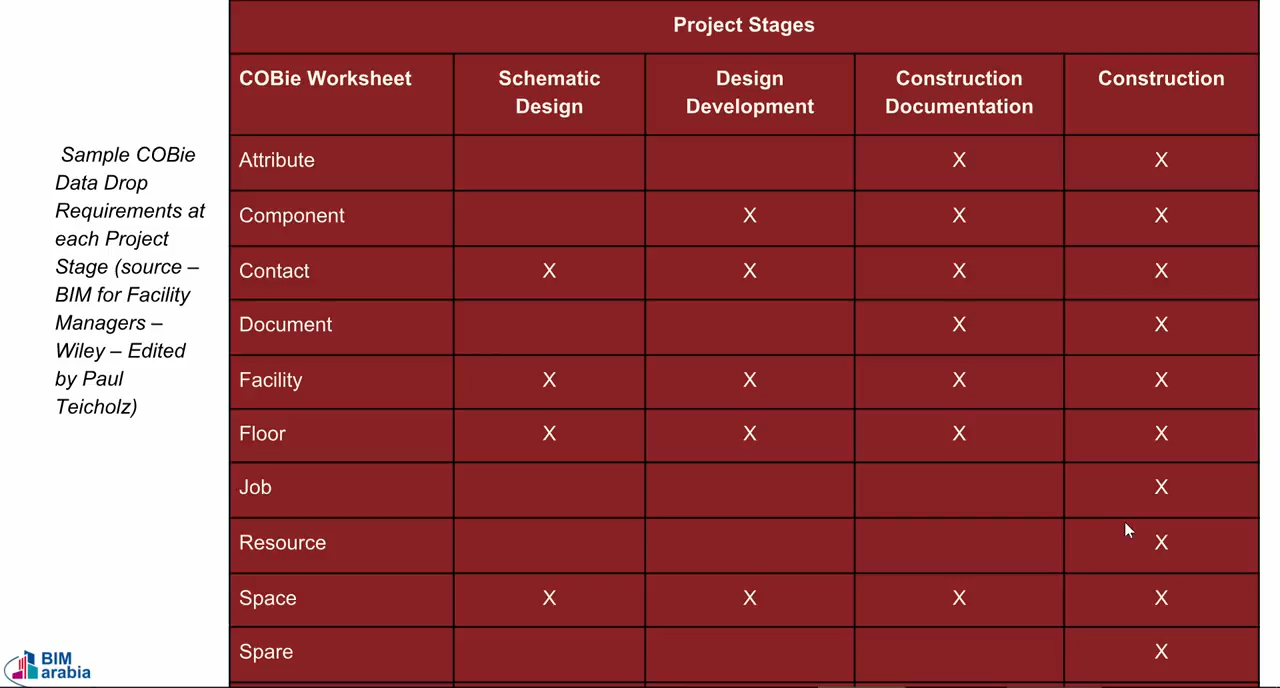 Project Stages
COBie Worksheet
Schematic
Design
Design
Development
Construction
Documentation
Construction
Sample COBie
Data Drop
Requirements at
each Project
Stage (source –
BIM for Facility
Managers –
Wiley – Edited
by Paul
Teicholz)
Attribute X X
Component X X X
Contact X X X X
Document X X
Facility X X X X
Floor X X X X
Job X
Resource X
Space X X X X
Spare X
BIM
arabia